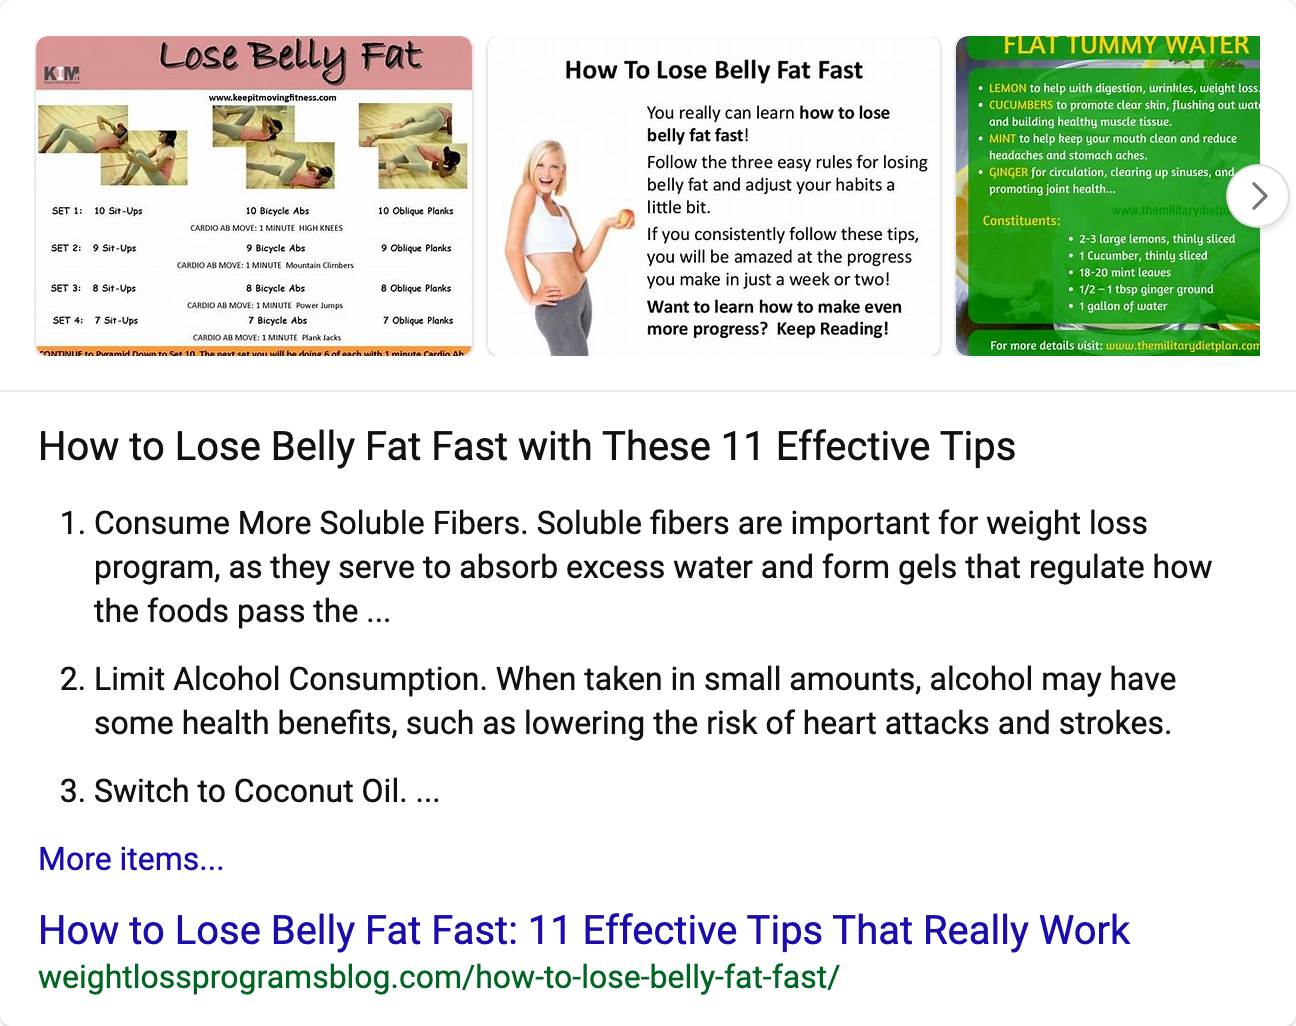 Lose Belly Fat
KIM
www.keepitmovingfitness.com
SET 1: 10 Sit-Ups 10 Bicycle Abs 10 Oblique Planks
CARDIO AB MOVE: 1 MINUTE HIGH KNEES
SET 2: 9 Sit-Ups 9 Bicycle Abs 9 Oblique Planks
CARDIO AB MOVE: 1 MINUTE Mountain Climbers
SET 3: 8 Sit-Ups 8 Bicycle Abs 8 Oblique Planks
CARDIO AB MOVE: 1 MINUTE Power Jumps
SET 4: 7 Sit-Ups 7 Bicycle Abs 7 Oblique Planks
CARDIO AB MOVE: 1 MINUTE Plank Jacks
CONTINUE to Pyramid Down to Set 10. The next set you will be doing 6 of each with 1 minute Cardio Ab
How To Lose Belly Fat Fast
You really can learn how to lose
belly fat fast!
Follow the three easy rules for losing
belly fat and adjust your habits a
little bit.
If you consistently follow these tips,
you will be amazed at the progress
you make in just a week or two!
Want to learn how to make even
more progress? Keep Reading!
FLAT TUMMY WATER
• LEMON to help with digestion, wrinkles, weight loss.
• CUCUMBERS to promote clear skin, flushing out wat
and building healthy muscle tissue.
• MINT to help keep your mouth clean and reduce
headaches and stomach aches.
• GINGER for circulation, clearing up sinuses, and
promoting joint health...
www.themilitarydietpl
Constituents:
• 2-3 large lemons, thinly sliced
• 1 Cucumber, thinly sliced
• 18-20 mint leaves
• 1/2 – 1 tbsp ginger ground
• 1 gallon of water
For more details visit: www.themilitarydietplan.com
How to Lose Belly Fat Fast with These 11 Effective Tips
1. Consume More Soluble Fibers. Soluble fibers are important for weight loss
program, as they serve to absorb excess water and form gels that regulate how
the foods pass the ...
2. Limit Alcohol Consumption. When taken in small amounts, alcohol may have
some health benefits, such as lowering the risk of heart attacks and strokes.
3. Switch to Coconut Oil. ...
More items...
How to Lose Belly Fat Fast: 11 Effective Tips That Really Work
weightlossprogramsblog.com/how-to-lose-belly-fat-fast/